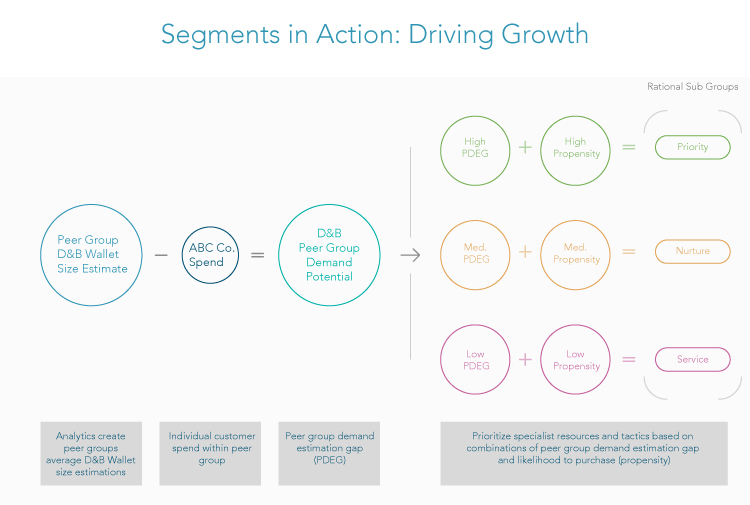 Segments in Action: Driving Growth
Rational Sub Groups
High
PDEG
+
High
Propensity
=
Priority
Peer Group
D&B Wallet
Size Estimate
–
ABC Co.
Spend
=
D&B
Peer Group
Demand
Potential
→
Med.
PDEG
+
Med.
Propensity
=
Nurture
Low
PDEG
+
Low
Propensity
=
Service
Analytics create
peer groups
average D&B Wallet
size estimations
Individual customer
spend within peer
group
Peer group demand
estimation gap
(PDEG)
Prioritize specialist resources and tactics based on
combinations of peer group demand estimation gap
and likelihood to purchase (propensity)